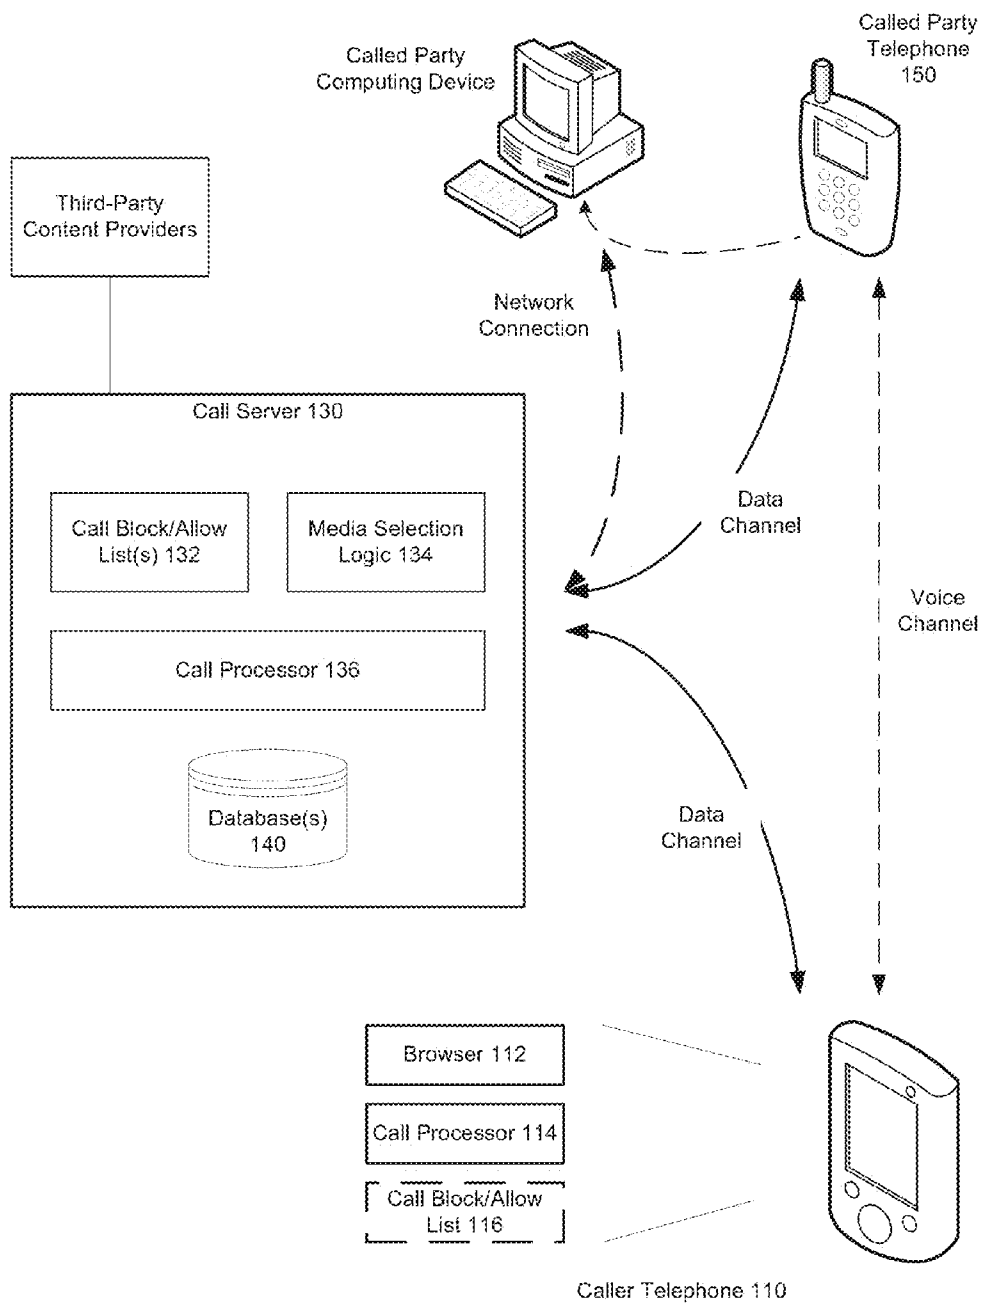 Called Party
Telephone
150
Called Party
Computing Device
Third-Party
Content Providers
Network
Connection
Call Server 130
Call Block/Allow
List(s) 132
Media Selection
Logic 134
Data
Channel
Voice
Channel
Call Processor 136
Database(s)
140
Data
Channel
Browser 112
Call Processor 114
Call Block/Allow
List 116
Caller Telephone 110